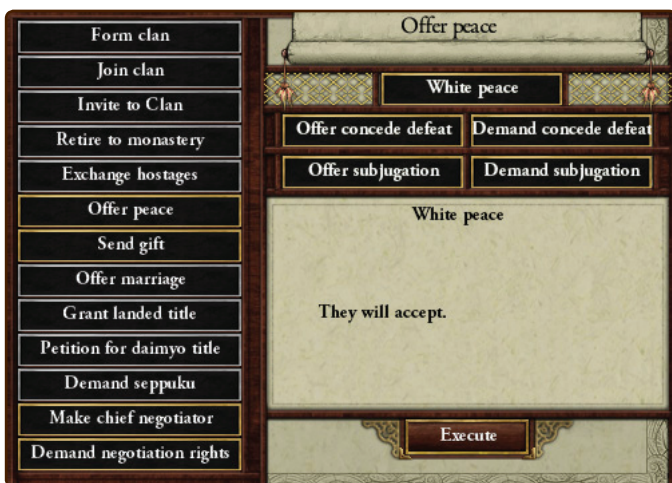 Form clan
Join clan
Invite to Clan
Retire to monastery
Exchange hostages
Offer peace
Send gift
Offer marriage
Grant landed title
Petition for daimyo title
Demand seppuku
Make chief negotiator
Demand negotiation rights
Offer peace
White peace
Offer concede defeat Demand concede defeat
Offer subjugation Demand subjugation
White peace
They will accept.
Execute